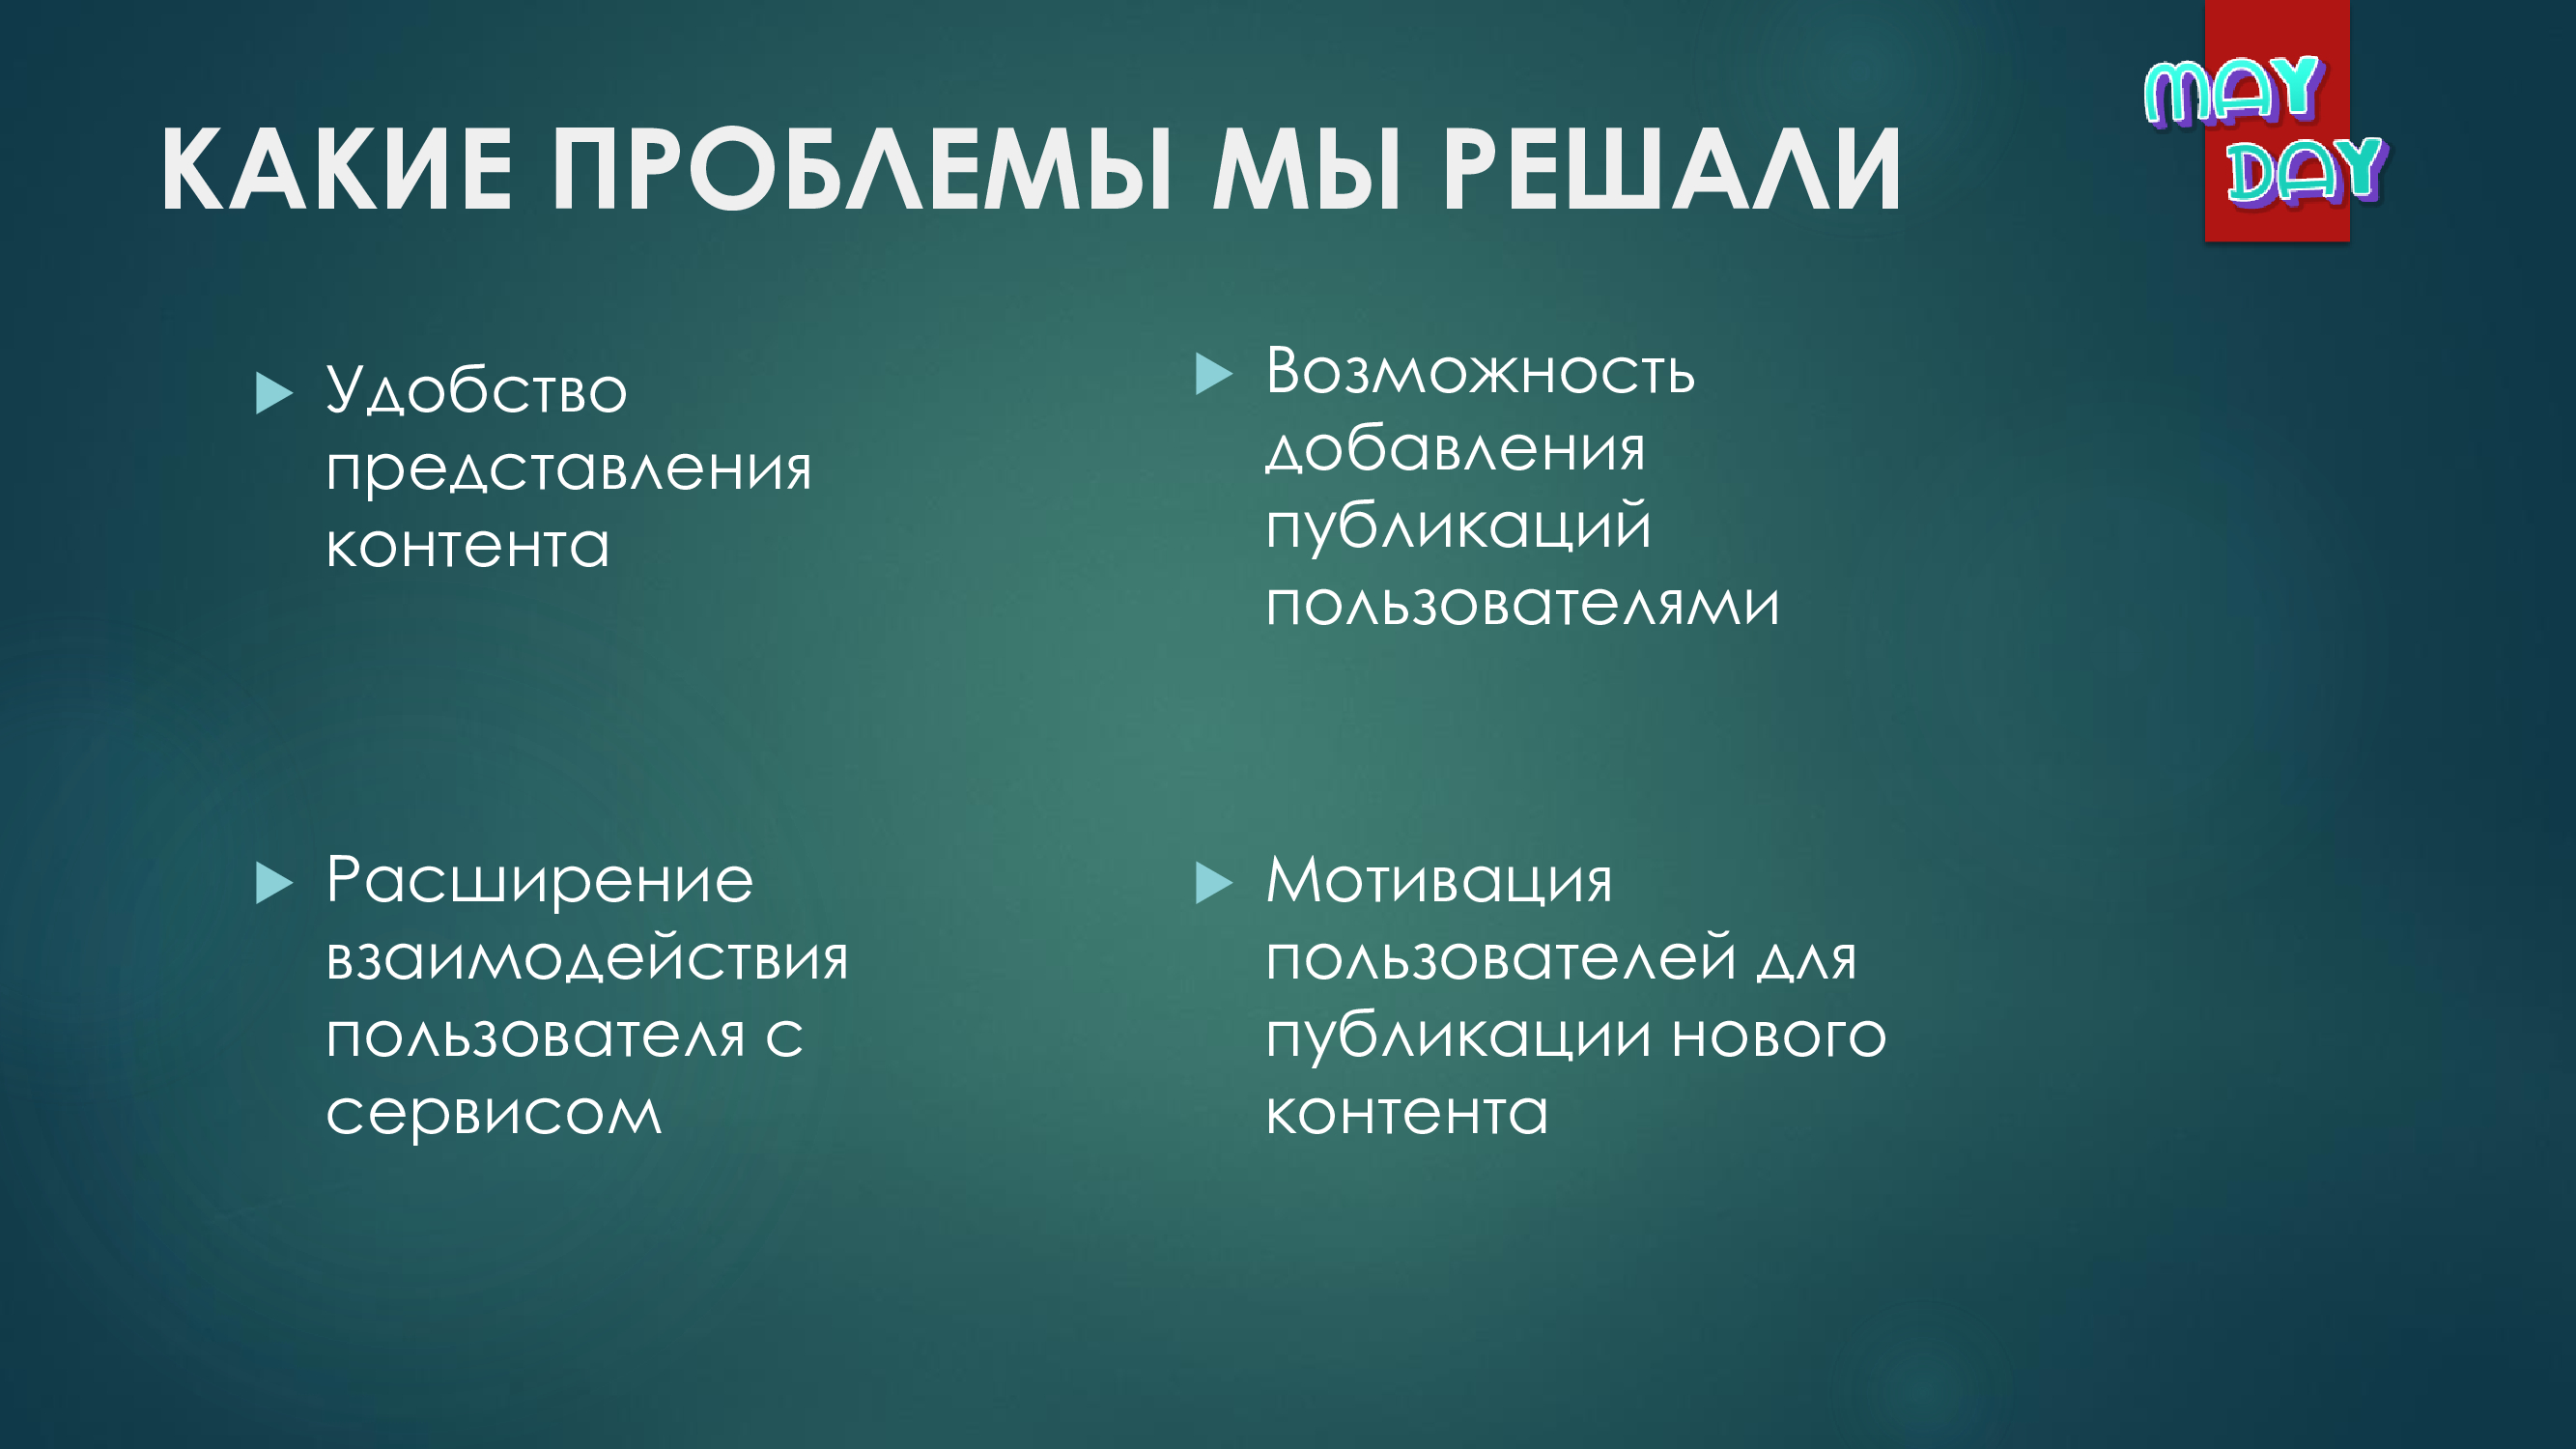 КАКИЕ ПРОБЛЕМЫ МЫ РЕШАЛИ
MAY
DAY
Удобство
представления
контента
Возможность
добавления
публикаций
пользователями
Расширение
взаимодействия
пользователя с
сервисом
Мотивация
пользователей для
публикации нового
контента